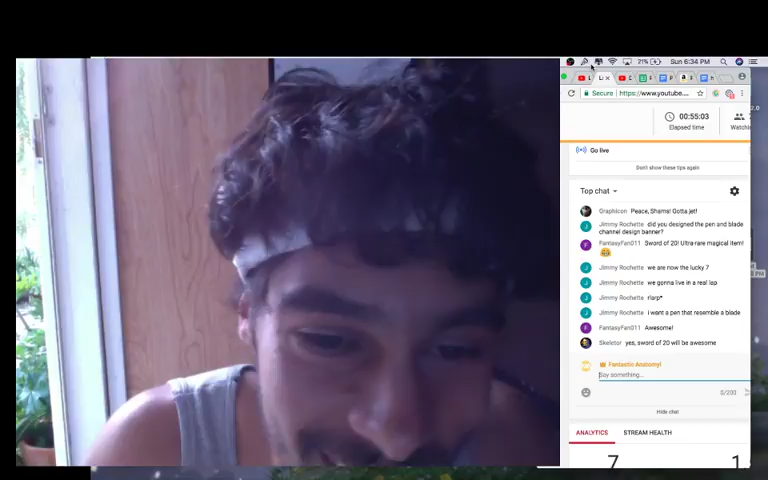 71%
Sun 6:34 PM
Secure
https://www.youtube....
00:55:03
Elapsed time
Go live
Don't show these tips again
Top chat
Graphicon Peace, Shams! Gotta jet!
Jimmy Rochette did you designed the pen and blade
channel design banner?
FantasyFan011 Sword of 20! Ultra-rare magical item!
Jimmy Rochette we are now the lucky 7
Jimmy Rochette we gonna live in a real lap
Jimmy Rochette rlarp*
Jimmy Rochette i want a pen that resemble a blade
FantasyFan011 Awesome!
Skeletor yes, sword of 20 will be awesome
Fantastic Anatomy!
Say something...
0/200
Hide chat
ANALYTICS
STREAM HEALTH
7
1